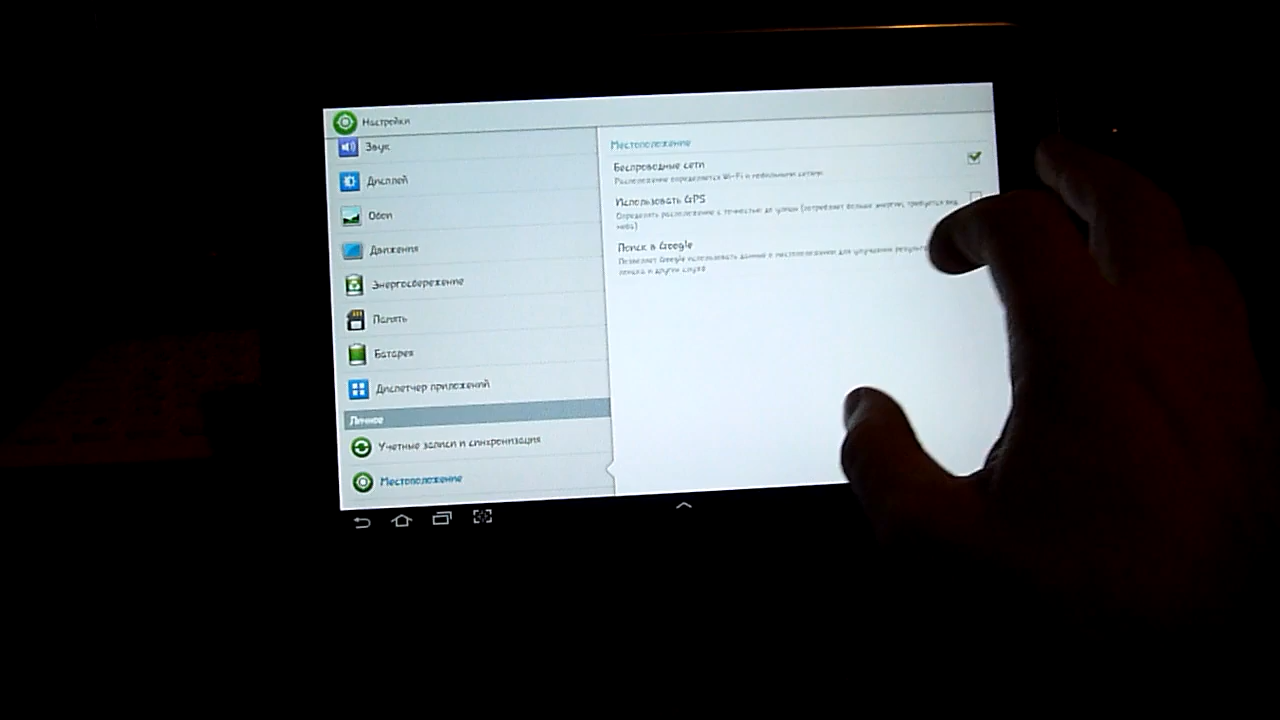 Настройки
Звук
Дисплей
Обои
Движения
Энергосбережение
Память
Батарея
Диспетчер приложений
Личное
Учетные записи и синхронизация
Местоположение
Местоположение
Беспроводные сети
Расположение определяется Wi-Fi и мобильными сетями
Использовать GPS
Определять расположение с точностью до улицы (потребляет больше энергии, требуется вид
неба)
Поиск в Google
Позволяет Google использовать данные о местоположении для улучшения
поиска и других служб